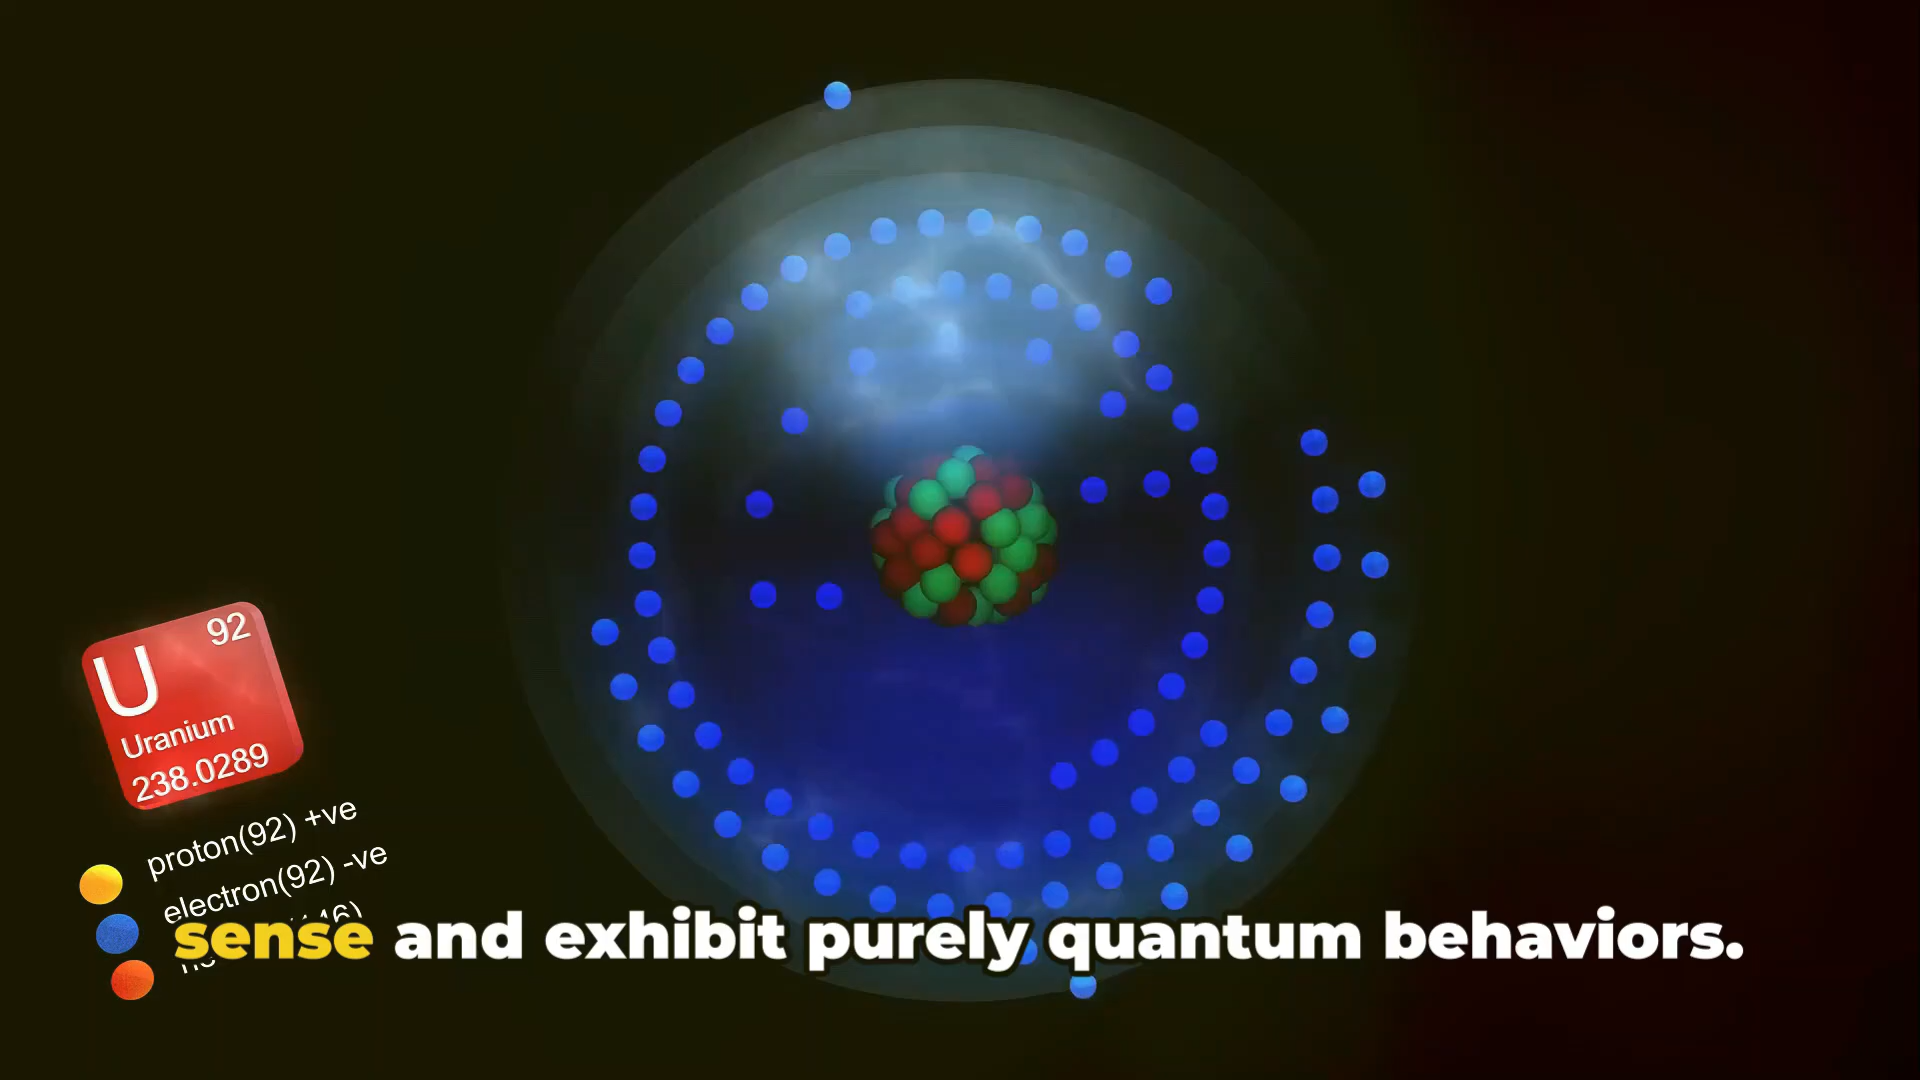 92
U
Uranium
238.0289
proton(92) +ve
electron(92) -ve
sense and exhibit purely quantum behaviors.